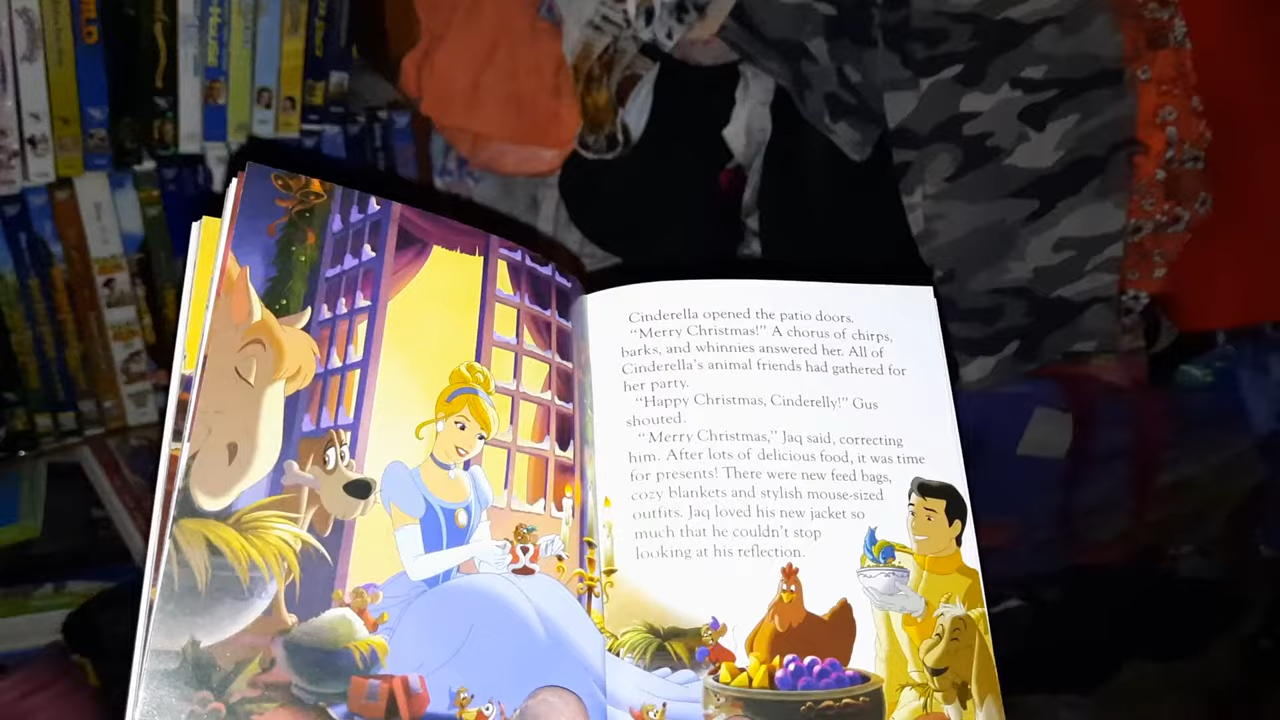 Cinderella opened the patio doors.
“Merry Christmas!” A chorus of chirps,
barks, and whinnies answered her. All of
Cinderella’s animal friends had gathered for
her party.
“Happy Christmas, Cinderelly!” Gus
shouted.
“Merry Christmas,” Jaq said, correcting
him. After lots of delicious food, it was time
for presents! There were new feed bags,
cozy blankets and stylish mouse-sized
outfits. Jaq loved his new jacket so
much that he couldn’t stop
looking at his reflection.